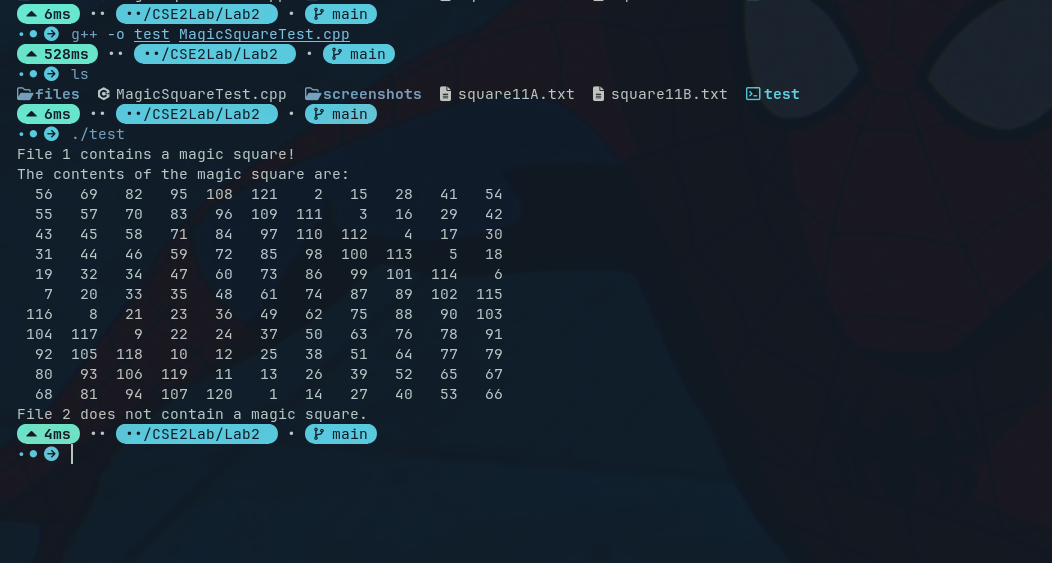 6ms •• ••/CSE2Lab/Lab2 • main
g++ -o test MagicSquareTest.cpp
528ms •• ••/CSE2Lab/Lab2 • main
ls
files MagicSquareTest.cpp screenshots square11A.txt square11B.txt test
6ms •• ••/CSE2Lab/Lab2 • main
./test
File 1 contains a magic square!
The contents of the magic square are:
56 69 82 95 108 121 2 15 28 41 54
55 57 70 83 96 109 111 3 16 29 42
43 45 58 71 84 97 110 112 4 17 30
31 44 46 59 72 85 98 100 113 5 18
19 32 34 47 60 73 86 99 101 114 6
7 20 33 35 48 61 74 87 89 102 115
116 8 21 23 36 49 62 75 88 90 103
104 117 9 22 24 37 50 63 76 78 91
92 105 118 10 12 25 38 51 64 77 79
80 93 106 119 11 13 26 39 52 65 67
68 81 94 107 120 1 14 27 40 53 66
File 2 does not contain a magic square.
4ms •• ••/CSE2Lab/Lab2 • main